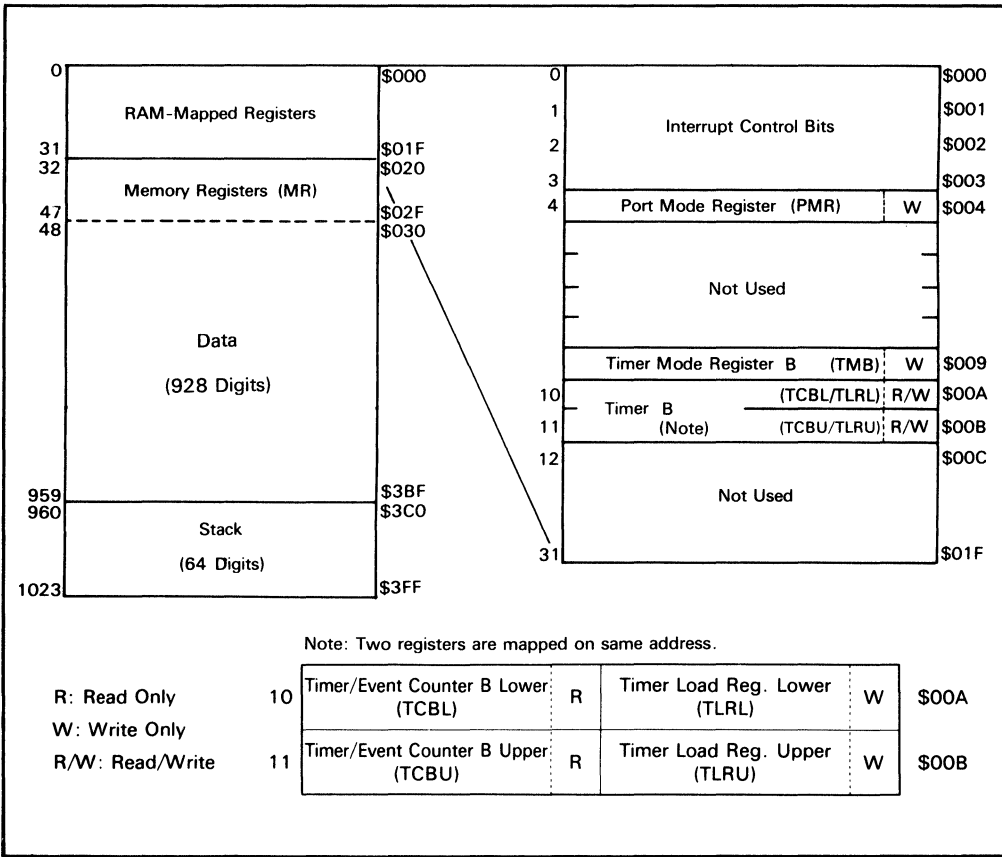 0 $000
RAM-Mapped Registers
31 $01F
32 $020
Memory Registers (MR)
47 $02F
48 $030
Data
(928 Digits)
959 $3BF
960 $3C0
Stack
(64 Digits)
1023 $3FF
0 $000
1 $001
Interrupt Control Bits
2 $002
3 $003
4 Port Mode Register (PMR) W $004
Not Used
Timer Mode Register B (TMB) W $009
10 (TCBL/TLRL) R/W $00A
Timer B
11 (Note) (TCBU/TLRU) R/W $00B
12 $00C
Not Used
31 $01F
Note: Two registers are mapped on same address.
R: Read Only
W: Write Only
R/W: Read/Write
10 Timer/Event Counter B Lower R Timer Load Reg. Lower W $00A
(TCBL) (TLRL)
11 Timer/Event Counter B Upper R Timer Load Reg. Upper W $00B
(TCBU) (TLRU)